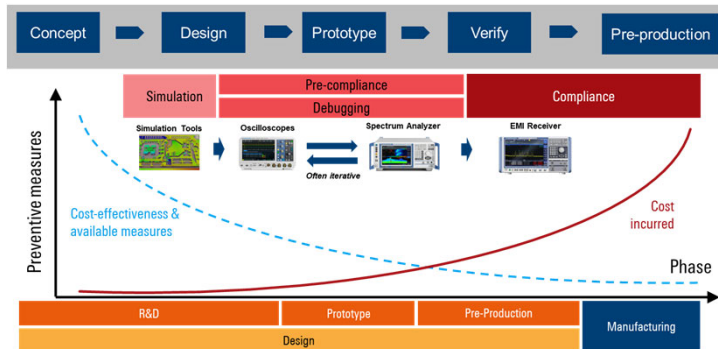 Concept
Design
Prototype
Verify
Pre-production
Simulation
Pre-compliance
Debugging
Compliance
Simulation Tools
Oscilloscopes
Spectrum Analyzer
EMI Receiver
Often iterative
Preventive measures
Cost-effectiveness &
available measures
Cost
incurred
Phase
R&D
Prototype
Pre-Production
Manufacturing
Design